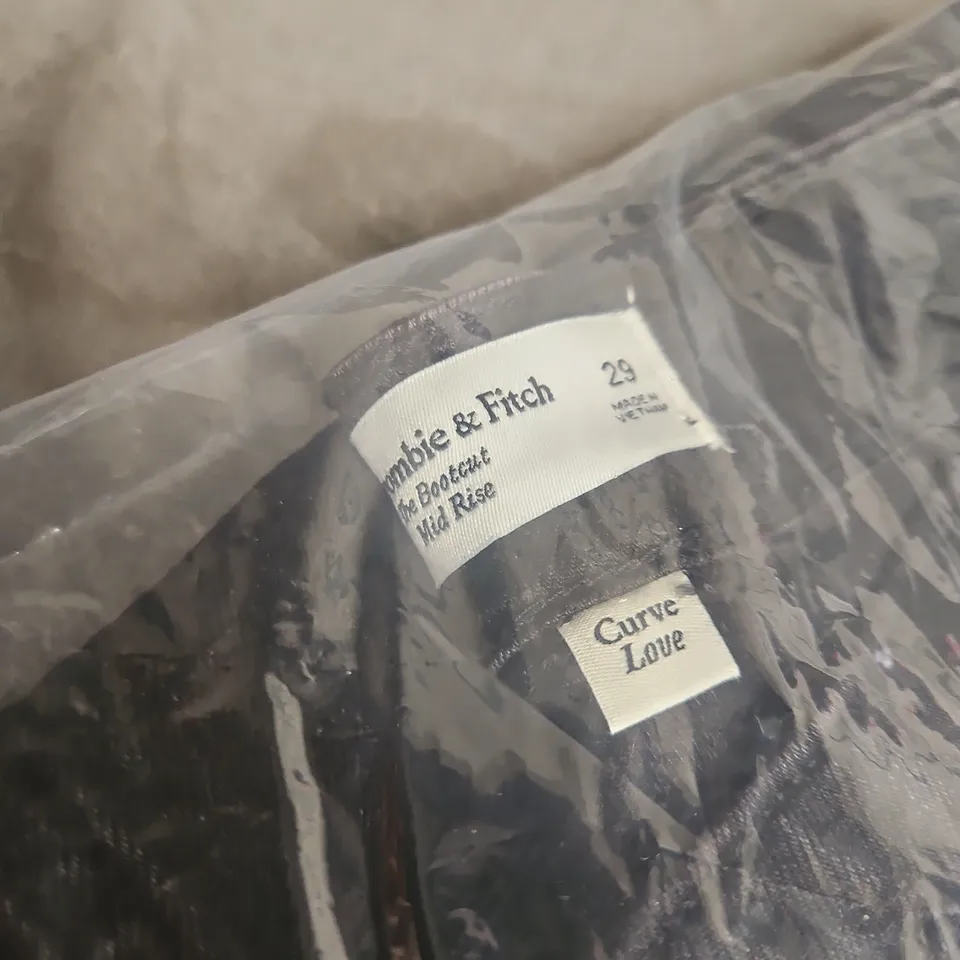 ombie & Fitch
The Bootcut
Mid Rise
29
MADE IN
VIETNAM
Curve
Love